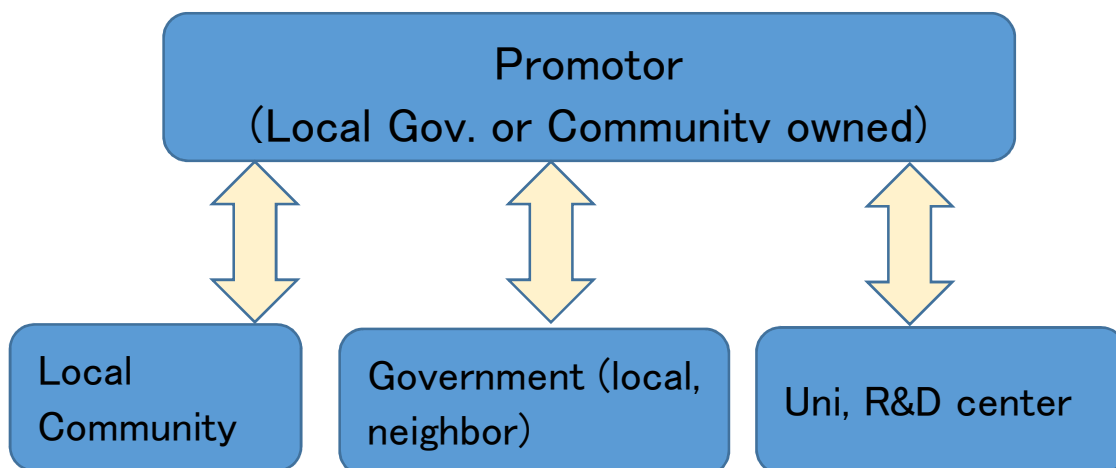 Promotor
(Local Gov. or Community owned)
Local
Community
Government (local,
neighbor)
Uni, R&D center